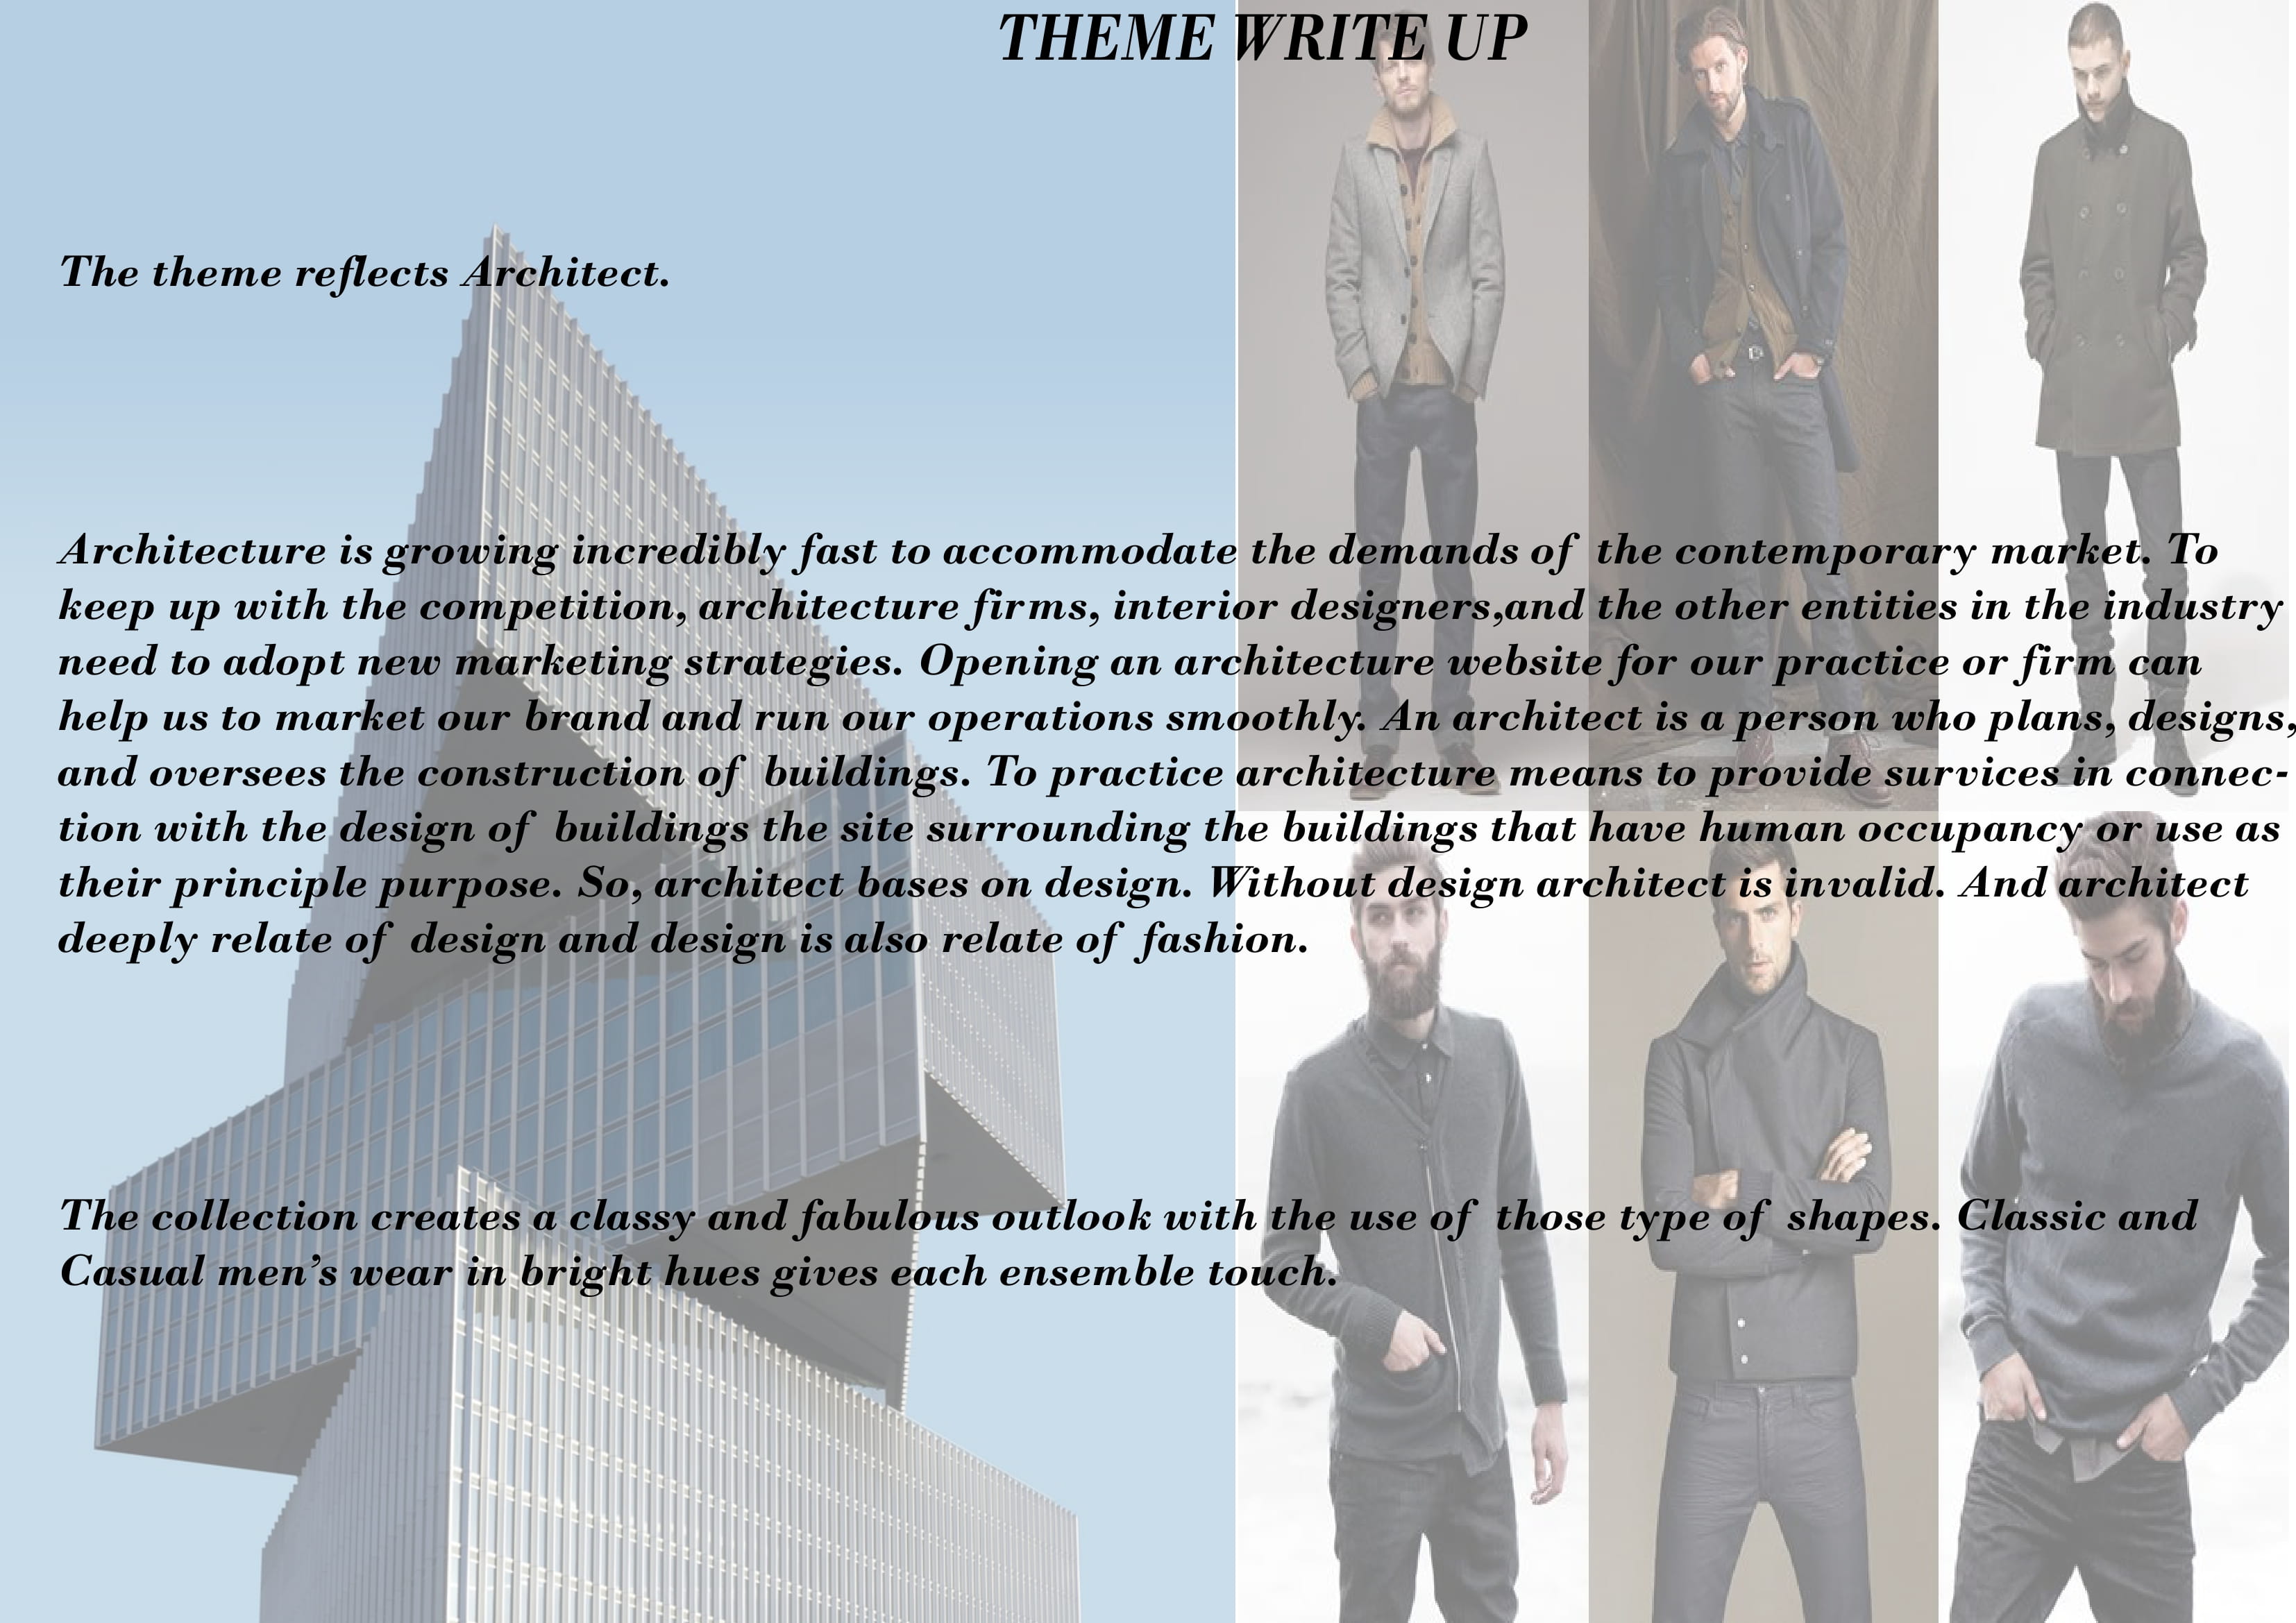 THEME WRITE UP
The theme reflects Architect.
Architecture is growing incredibly fast to accommodate the demands of the contemporary market. To
keep up with the competition, architecture firms, interior designers,and the other entities in the industry
need to adopt new marketing strategies. Opening an architecture website for our practice or firm can
help us to market our brand and run our operations smoothly. An architect is a person who plans, designs,
and oversees the construction of buildings. To practice architecture means to provide survices in connec-
tion with the design of buildings the site surrounding the buildings that have human occupancy or use as
their principle purpose. So, architect bases on design. Without design architect is invalid. And architect
deeply relate of design and design is also relate of fashion.
The collection creates a classy and fabulous outlook with the use of those type of shapes. Classic and
Casual men’s wear in bright hues gives each ensemble touch.